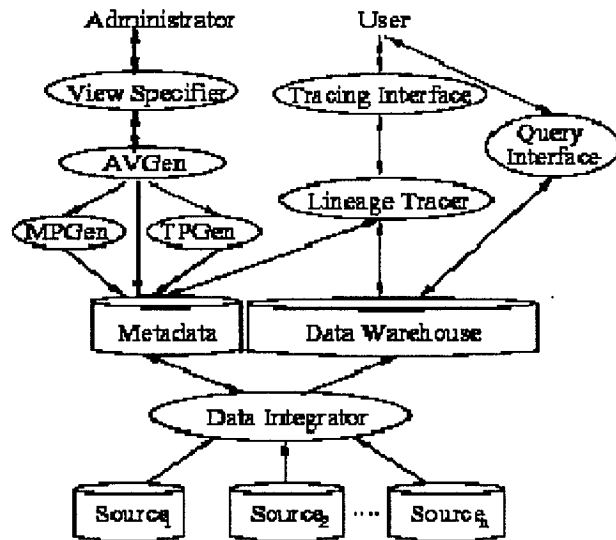 Administrator
User
View Specifier
Tracing Interface
Query
Interface
AVGen
Lineage Tracer
MPGen
TPGen
Metadata
Data Warehouse
Data Integrator
Source1
Source2
....
Sourcen